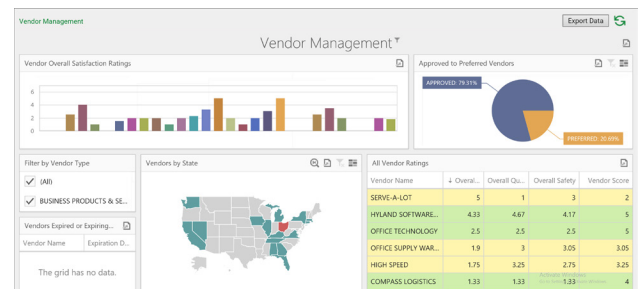 Vendor Management
Export Data
Vendor Management
Vendor Overall Satisfaction Ratings
6
4
2
0
Approved to Preferred Vendors
APPROVED: 79.31%
PREFERRED: 20.69%
Filter by Vendor Type
(All)
BUSINESS PRODUCTS & SE...
Vendors Expired or Expiring...
Vendor Name Expiration D...
The grid has no data.
Vendors by State
All Vendor Ratings
Vendor Name ↓ Overal... Overall Qu... Overall Safety Vendor Score
SERVE-A-LOT 5 1 3 2
HYLAND SOFTWARE... 4.33 4.67 4.17 5
OFFICE TECHNOLOGY 2.5 2.5 2.5 5
OFFICE SUPPLY WAR... 1.9 3 3.05 3.05
HIGH SPEED 1.75 3.25 2.75 3.25
Activate Windows
COMPASS LOGISTICS 1.33 1.33 1.33 4